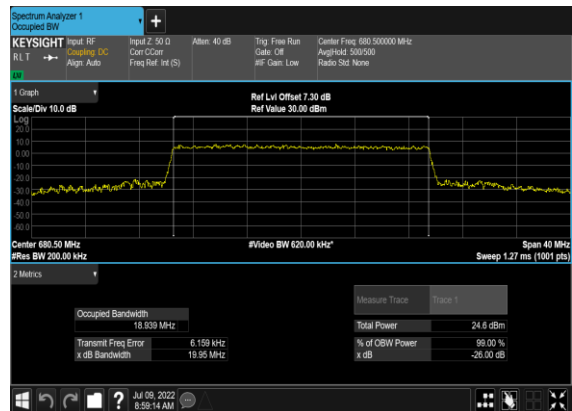 Spectrum Analyzer 1
Occupied BW
+
KEYSIGHT Input: RF Input Z: 50 Ω Atten: 40 dB Trig: Free Run Center Freq: 680.500000 MHz
RLT Coupling: DC Corr CCorr Gate: Off Avg|Hold: 500/500
Align: Auto Freq Ref: Int (S) #IF Gain: Low Radio Std: None
1 Graph
Ref Lvl Offset 7.30 dB
Scale/Div 10.0 dB Ref Value 30.00 dBm
Log
20.0
10.0
0.00
-10.0
-20.0
-30.0
-40.0
-50.0
-60.0
Center 680.50 MHz #Video BW 620.00 kHz* Span 40 MHz
#Res BW 200.00 kHz Sweep 1.27 ms (1001 pts)
2 Metrics
Measure Trace Trace 1
Occupied Bandwidth
18.939 MHz Total Power 24.6 dBm
Transmit Freq Error 6.159 kHz % of OBW Power 99.00 %
x dB Bandwidth 19.95 MHz x dB -26.00 dB
? Jul 09, 2022
8:59:14 AM